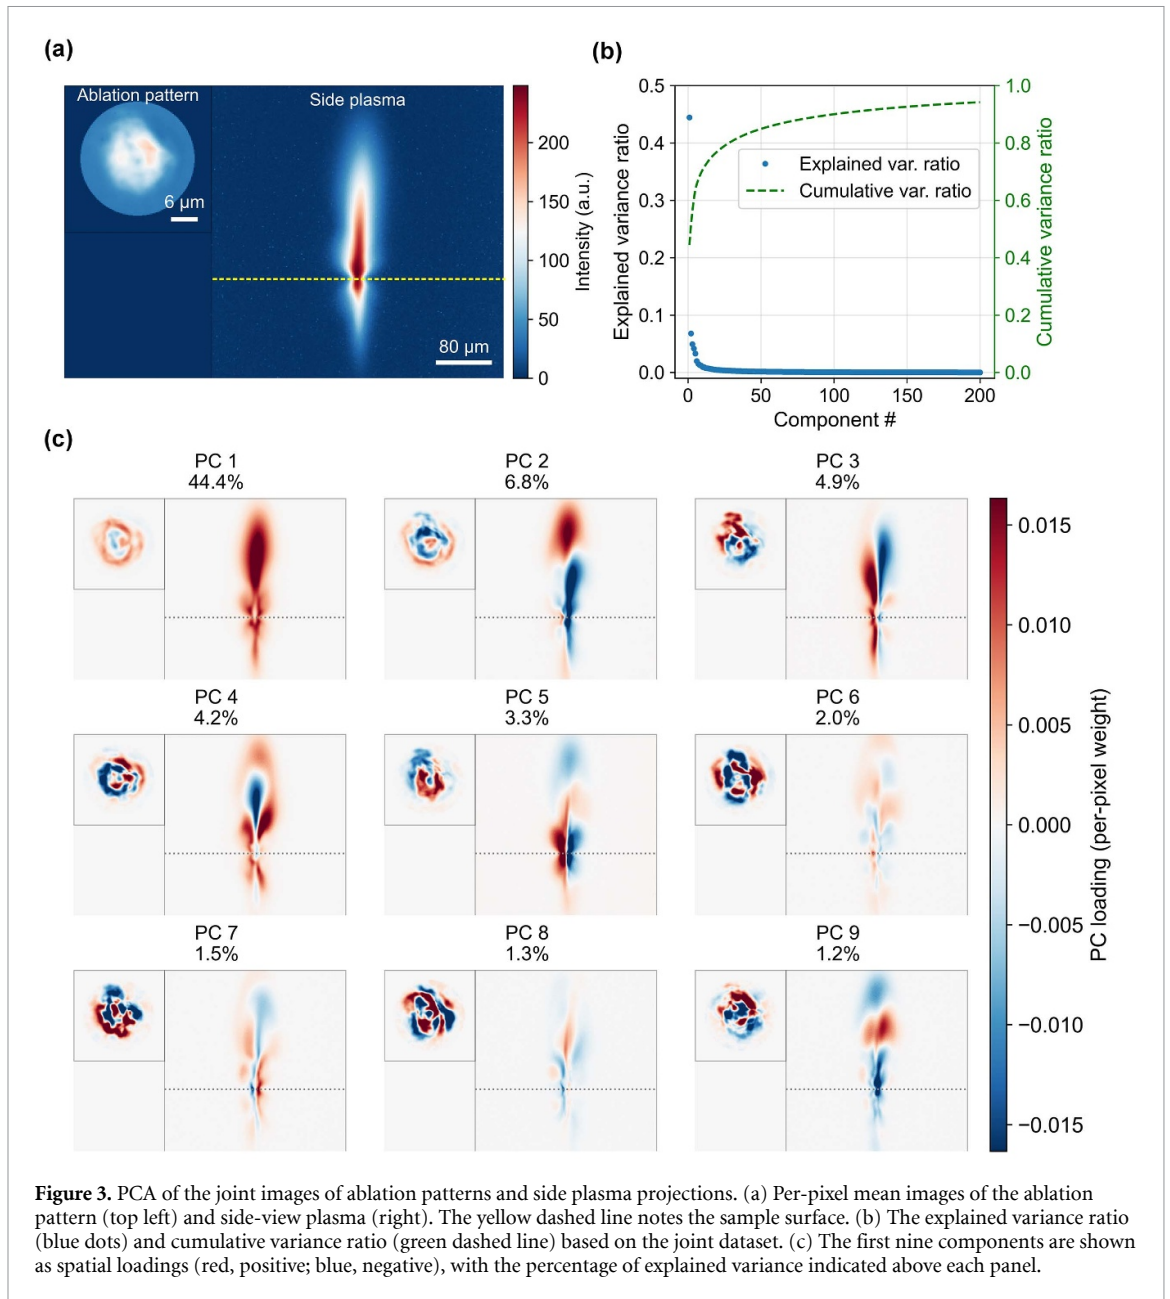 (a)
Ablation pattern
Side plasma
6 μm
80 μm
200
150
100
50
0
Intensity (a.u.)
(b)
0.5
0.4
0.3
0.2
0.1
0.0
Explained variance ratio
Explained var. ratio
Cumulative var. ratio
1.0
0.8
0.6
0.4
0.2
0.0
Cumulative variance ratio
0 50 100 150 200
Component #
(c)
PC 1
44.4%
PC 2
6.8%
PC 3
4.9%
PC 4
4.2%
PC 5
3.3%
PC 6
2.0%
PC 7
1.5%
PC 8
1.3%
PC 9
1.2%
0.015
0.010
0.005
0.000
−0.005
−0.010
−0.015
PC loading (per-pixel weight)
Figure 3. PCA of the joint images of ablation patterns and side plasma projections. (a) Per-pixel mean images of the ablation
pattern (top left) and side-view plasma (right). The yellow dashed line notes the sample surface. (b) The explained variance ratio
(blue dots) and cumulative variance ratio (green dashed line) based on the joint dataset. (c) The first nine components are shown
as spatial loadings (red, positive; blue, negative), with the percentage of explained variance indicated above each panel.